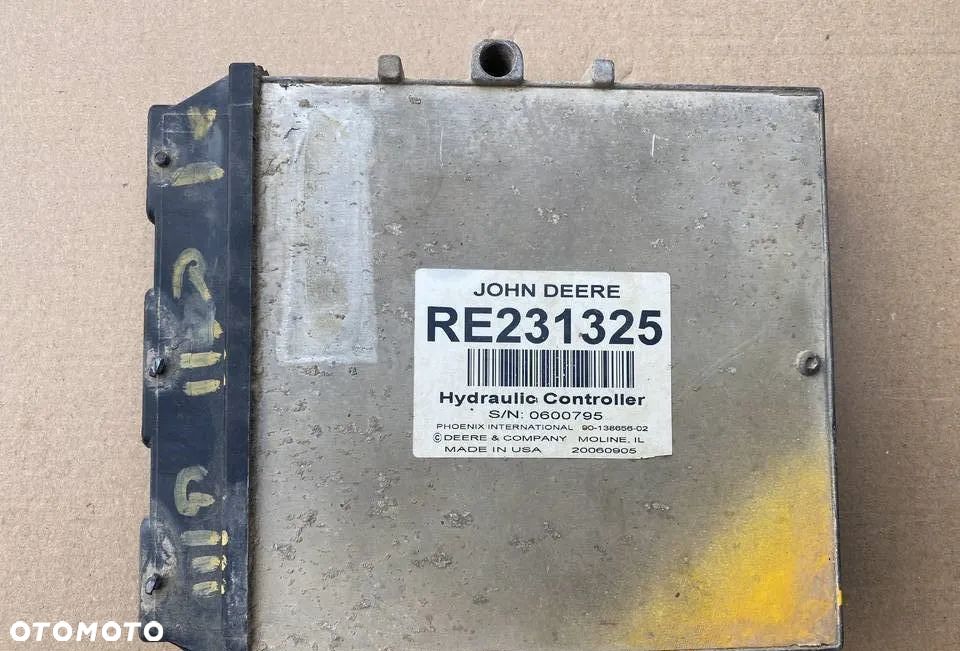 JOHN DEERE
RE231325
Hydraulic Controller
S/N: 0600795
PHOENIX INTERNATIONAL 90-138656-02
©DEERE & COMPANY MOLINE, IL
MADE IN USA 20060905
OTOMOTO